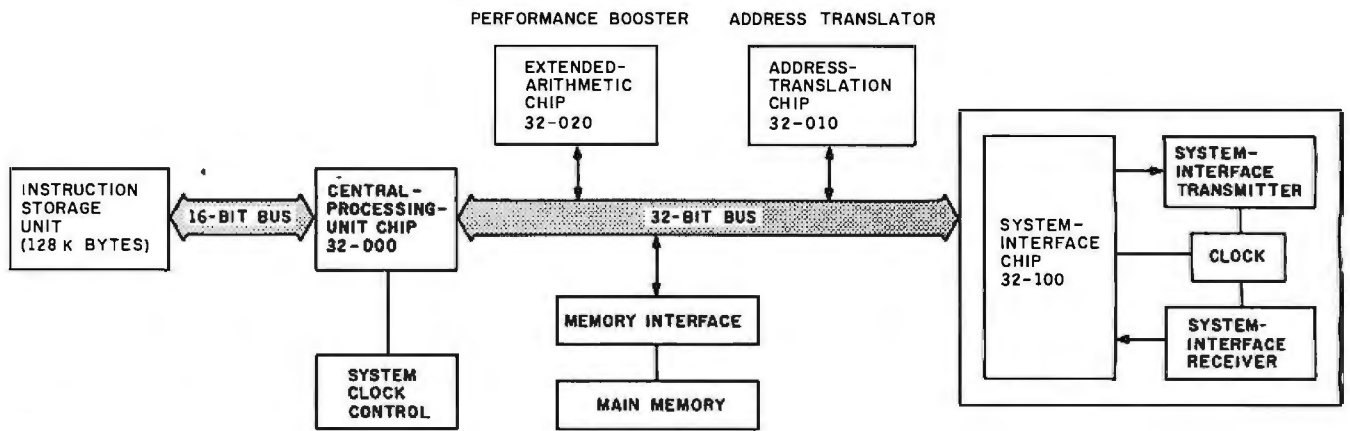 PERFORMANCE BOOSTER
ADDRESS TRANSLATOR
EXTENDED-
ARITHMETIC
CHIP
32-020
ADDRESS-
TRANSLATION
CHIP
32-010
INSTRUCTION
STORAGE
UNIT
(128 K BYTES)
16-BIT BUS
CENTRAL-
PROCESSING-
UNIT CHIP
32-000
32-BIT BUS
SYSTEM-
INTERFACE
CHIP
32-100
SYSTEM-
INTERFACE
TRANSMITTER
CLOCK
SYSTEM-
INTERFACE
RECEIVER
MEMORY INTERFACE
MAIN MEMORY
SYSTEM
CLOCK
CONTROL